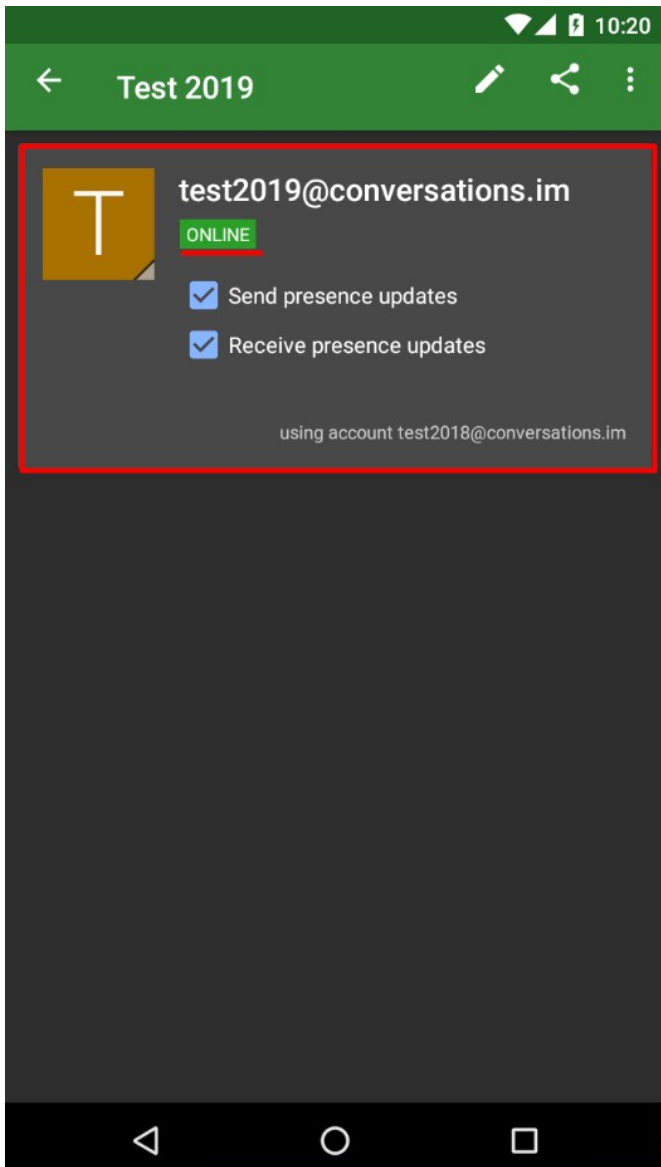 10:20
Test 2019
T
test2019@conversations.im
ONLINE
Send presence updates
Receive presence updates
using account test2018@conversations.im